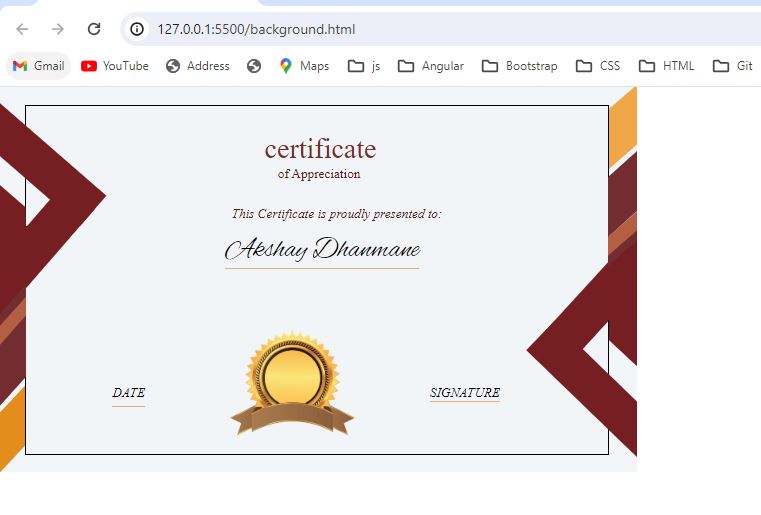 127.0.0.1:5500/background.html
Gmail YouTube Address Maps js Angular Bootstrap CSS HTML Git
certificate
of Appreciation
This Certificate is proudly presented to:
Akshay Dhanmane
DATE SIGNATURE